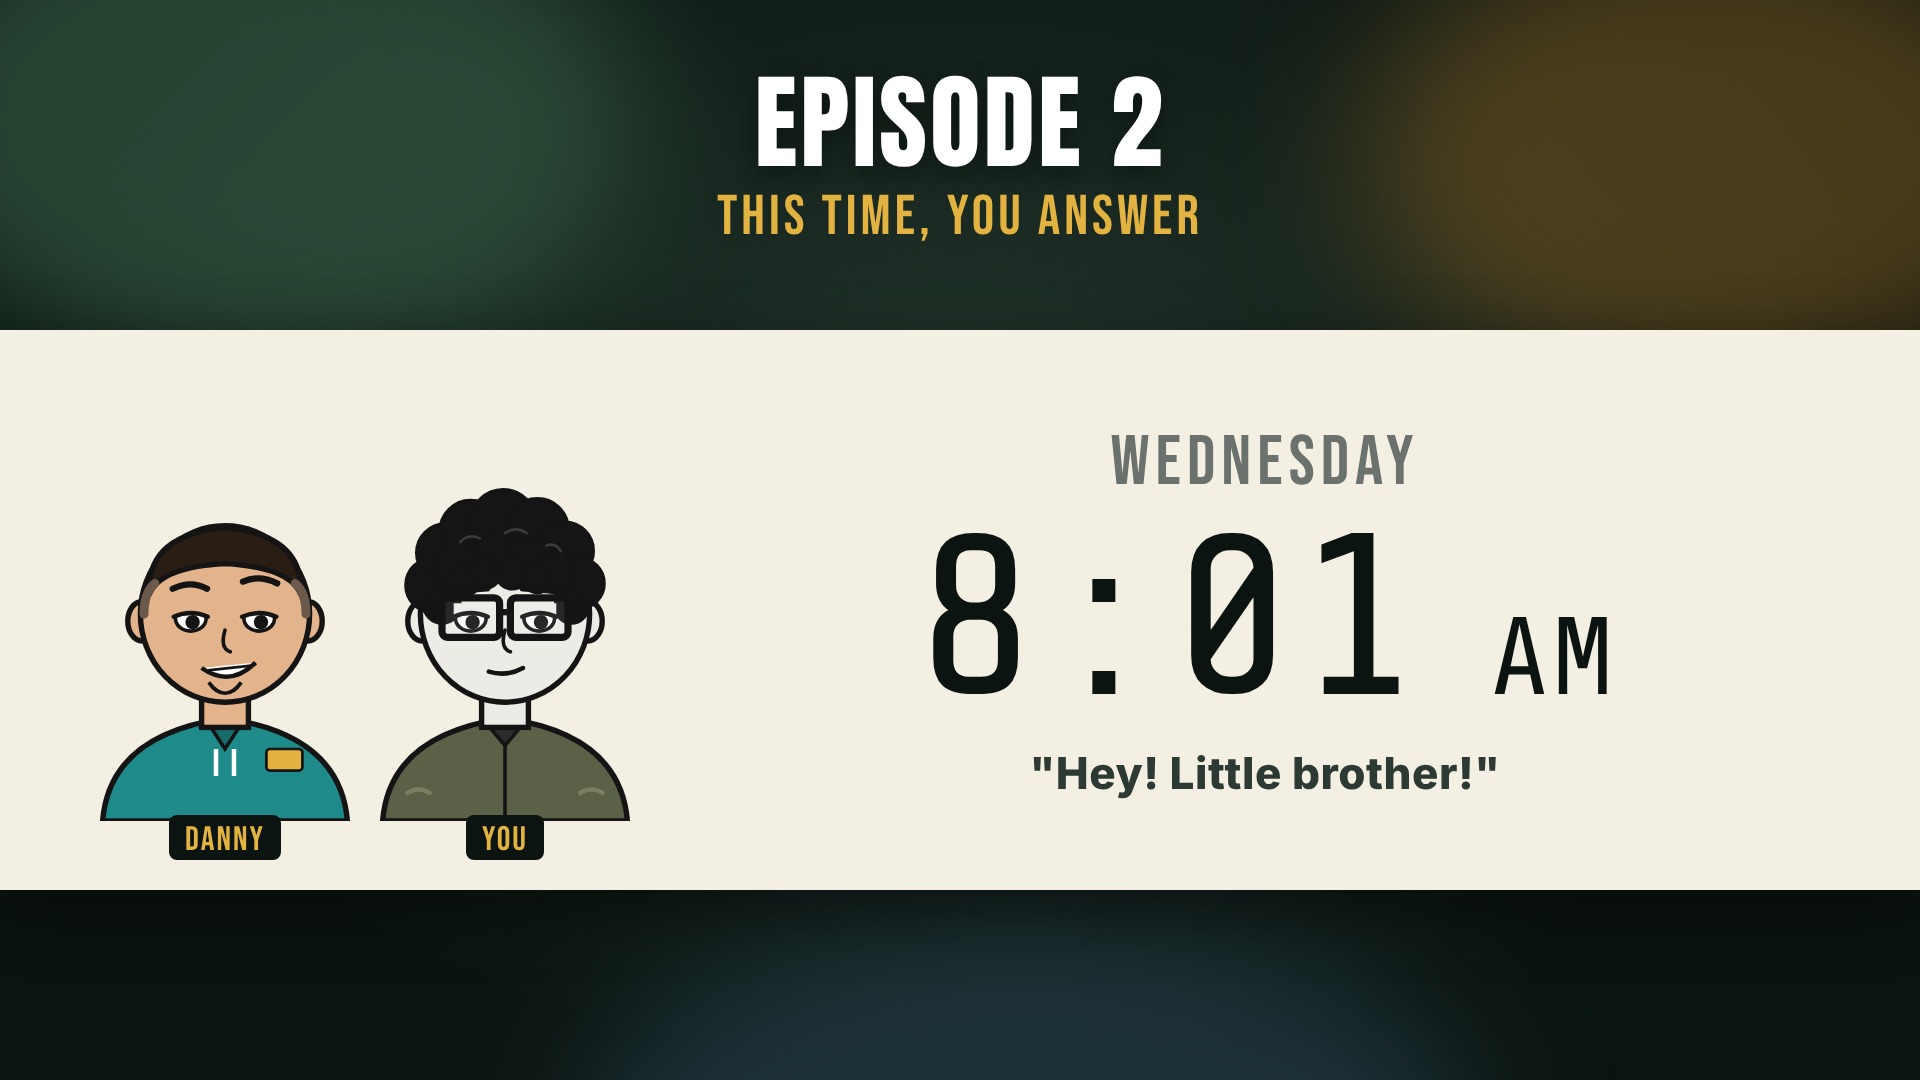 EPISODE 2
THIS TIME, YOU ANSWER
WEDNESDAY
8:01 AM
"Hey! Little brother!"
DANNY
YOU